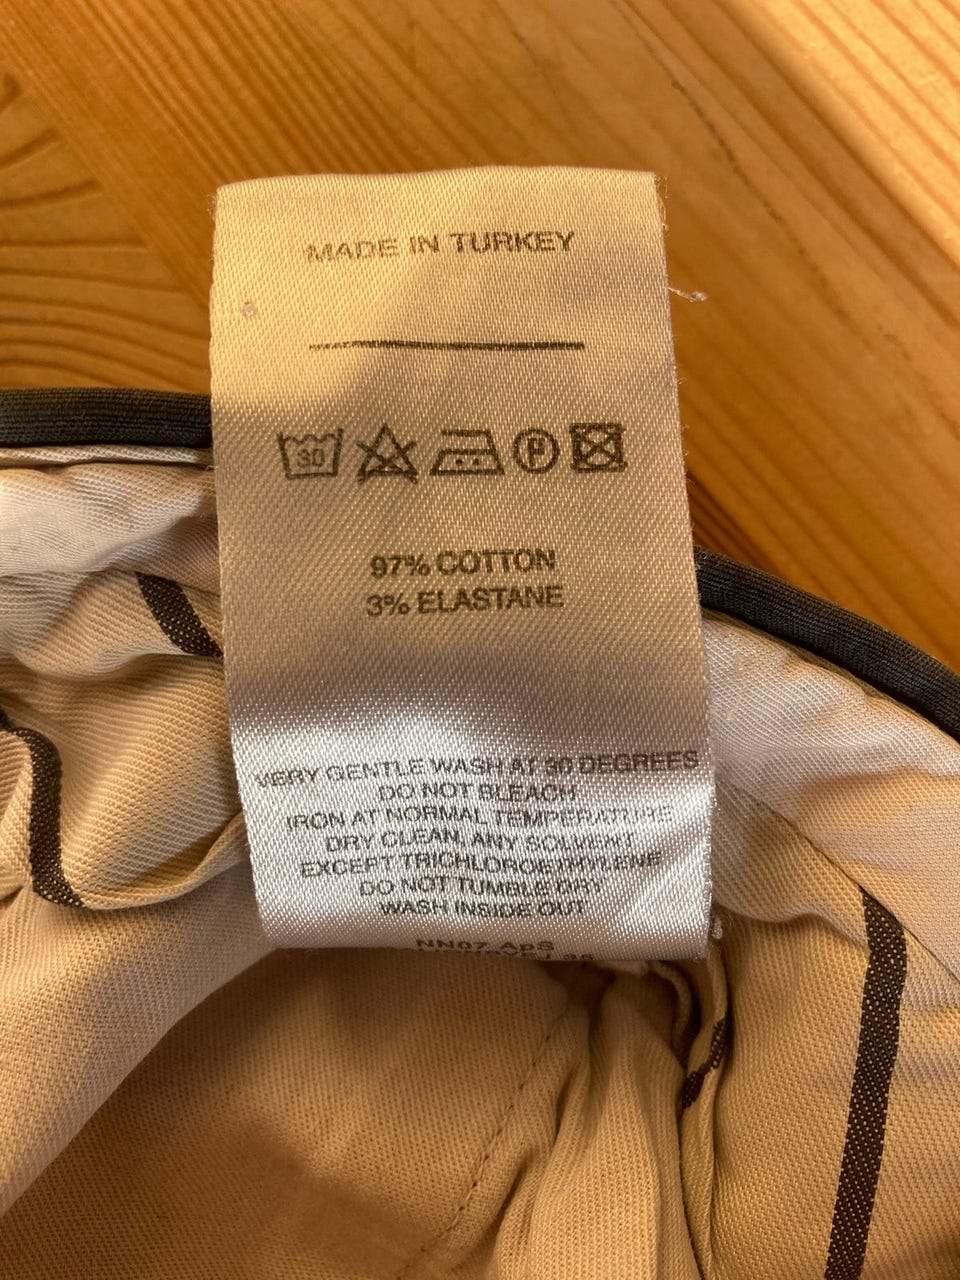 MADE IN TURKEY
30
P
97% COTTON
3% ELASTANE
VERY GENTLE WASH AT 30 DEGREES
DO NOT BLEACH
IRON AT NORMAL TEMPERATURE
DRY CLEAN, ANY SOLVENT
EXCEPT TRICHLOROETHYLENE
DO NOT TUMBLE DRY
WASH INSIDE OUT
NN07 ApS